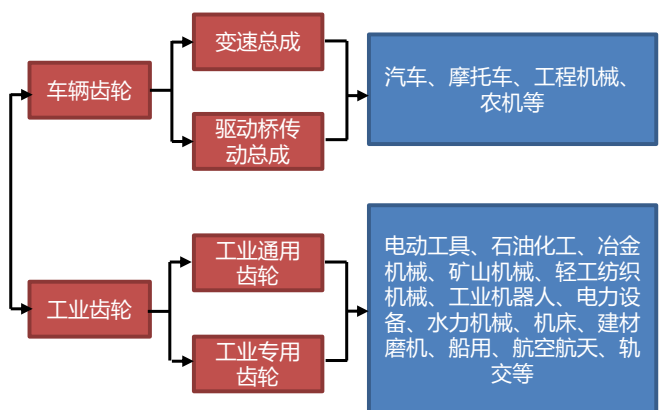 车辆齿轮
变速总成
驱动桥传
动总成
汽车、摩托车、工程机械、
农机等
工业齿轮
工业通用
齿轮
工业专用
齿轮
电动工具、石油化工、冶金
机械、矿山机械、轻工纺织
机械、工业机器人、电力设
备、水力机械、机床、建材
磨机、船用、航空航天、轨
交等